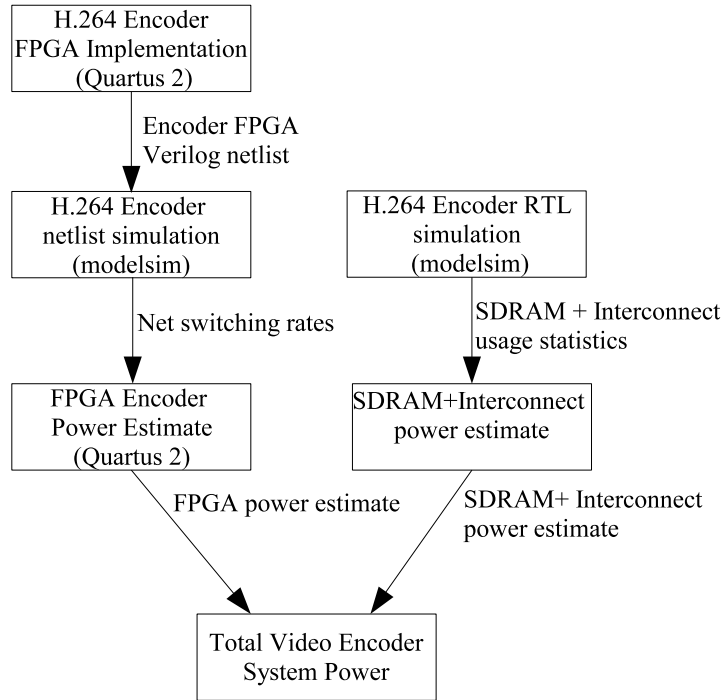 H.264 Encoder
FPGA Implementation
(Quartus 2)
Encoder FPGA
Verilog netlist
H.264 Encoder
netlist simulation
(modelsim)
H.264 Encoder RTL
simulation
(modelsim)
Net switching rates
SDRAM + Interconnect
usage statistics
FPGA Encoder
Power Estimate
(Quartus 2)
SDRAM+Interconnect
power estimate
FPGA power estimate
SDRAM+ Interconnect
power estimate
Total Video Encoder
System Power